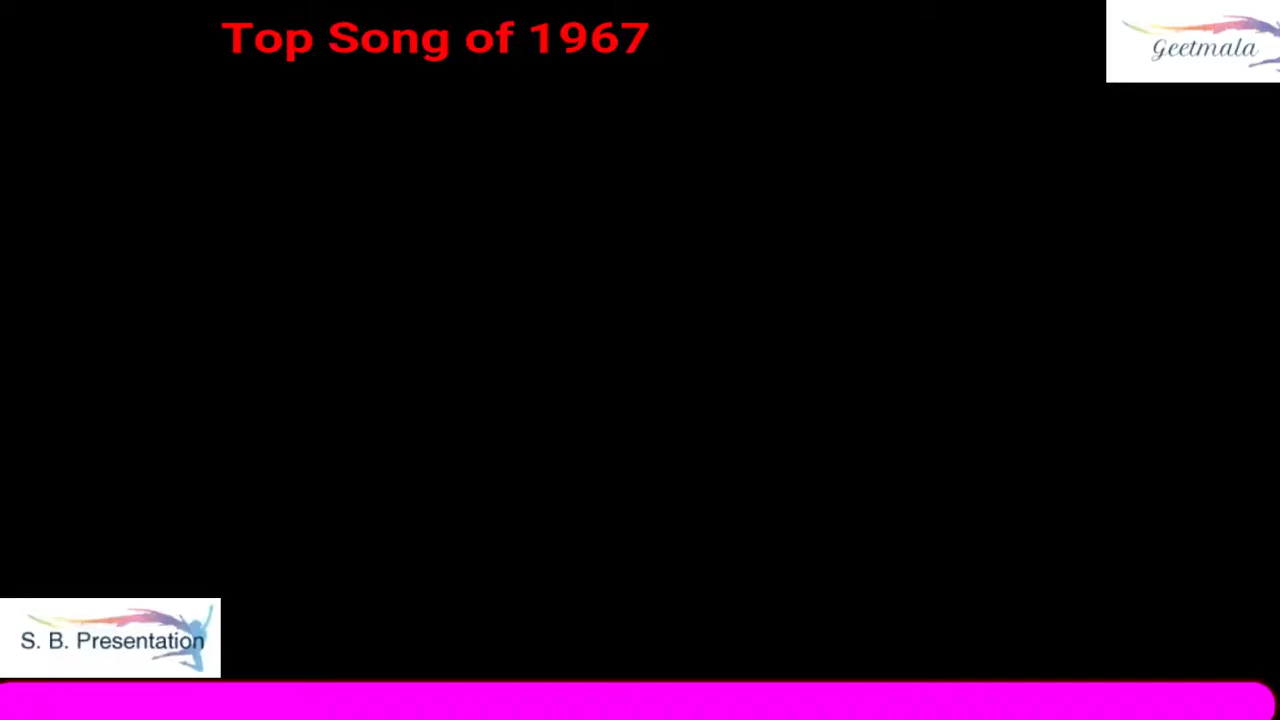 Top Song of 1967
Geetmala
S. B. Presentation